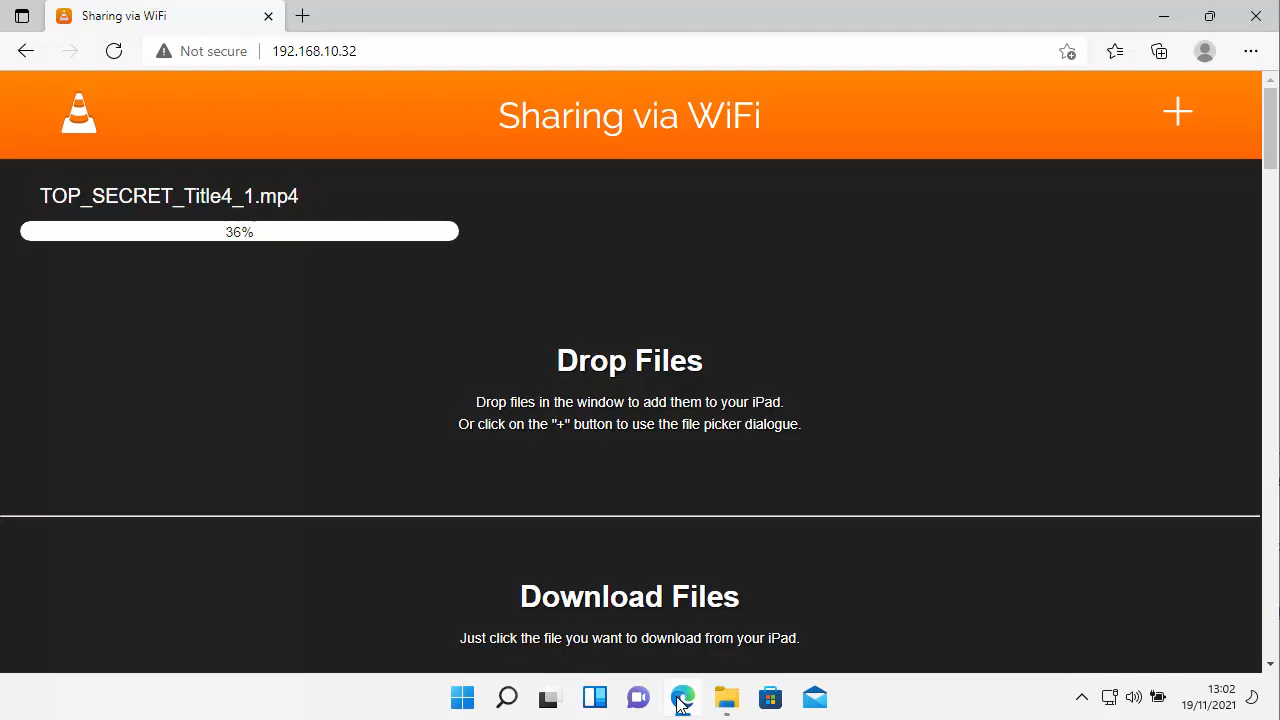 Sharing via WiFi
Not secure
192.168.10.32
Sharing via WiFi
TOP_SECRET_Title4_1.mp4
36%
Drop Files
Drop files in the window to add them to your iPad.
Or click on the "+" button to use the file picker dialogue.
Download Files
Just click the file you want to download from your iPad.
13:02
19/11/2021